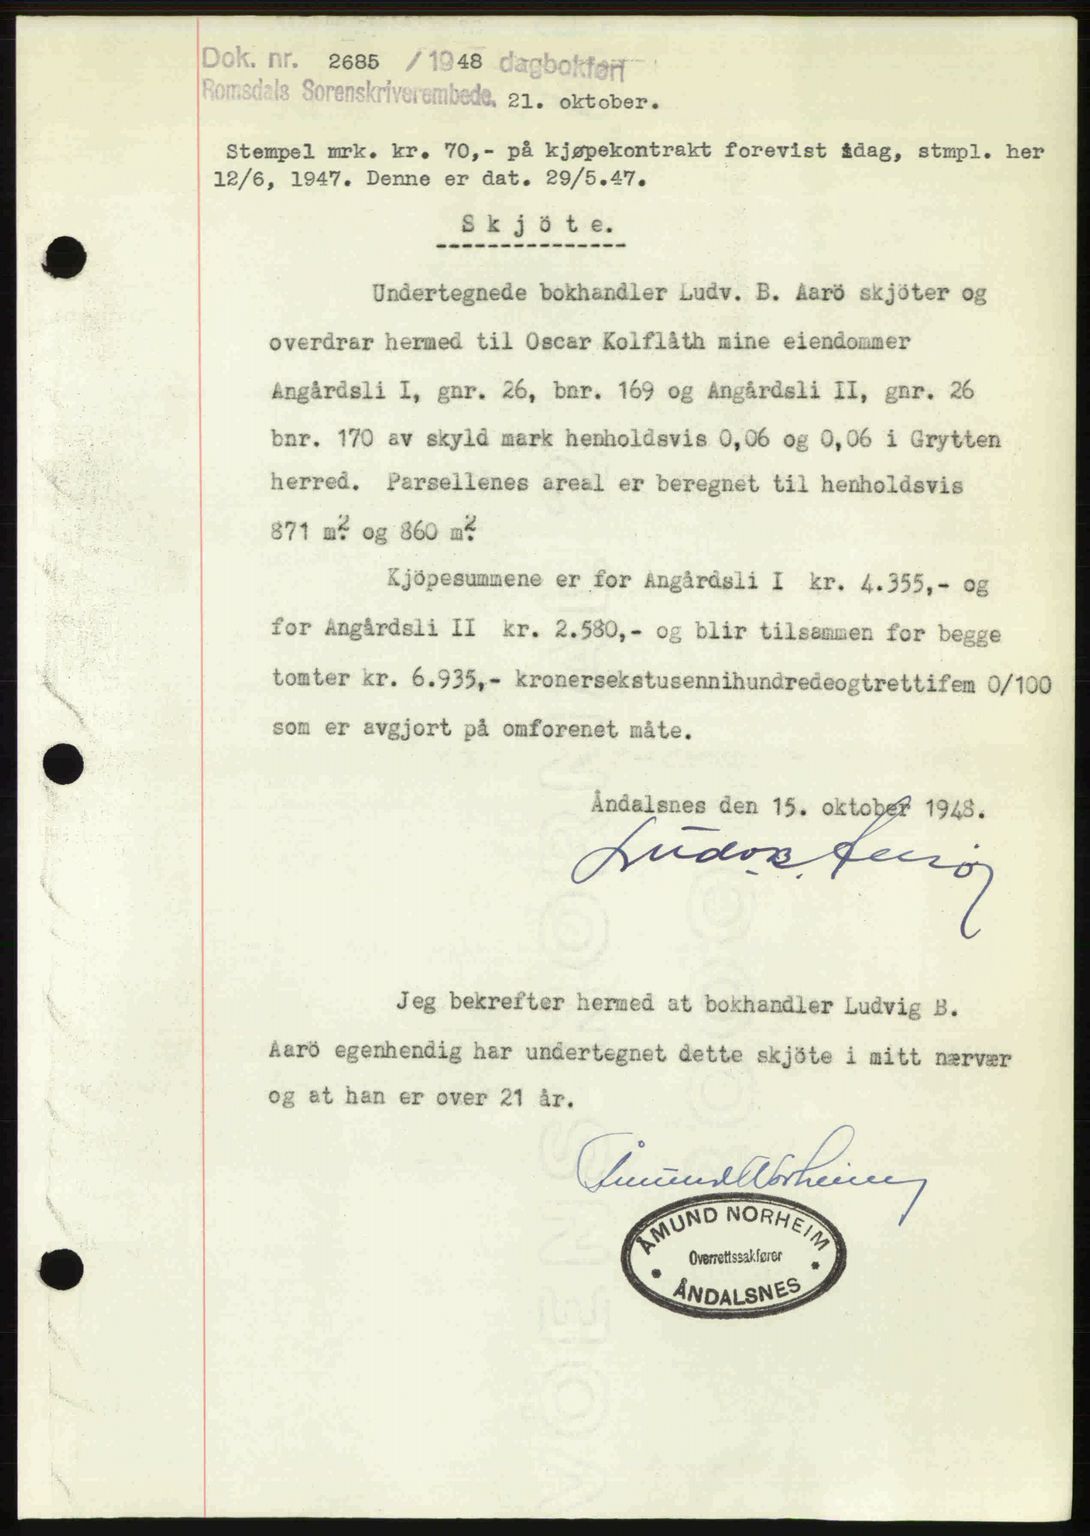 Dok. nr. 2685 / 1948 dagbokført
Romsdals Sorenskriverembede, 21. oktober.
Stempel mrk. kr. 70,- på kjøpekontrakt forevist idag, stmpl. her
12/6, 1947. Denne er dat. 29/5.47.
Skjöte.
Undertegnede bokhandler Ludv. B. Aarö skjöter og
overdrar hermed til Oscar Kolflåth mine eiendommer
Angårdsli I, gnr. 26, bnr. 169 og Angårdsli II, gnr. 26
bnr. 170 av skyld mark henholdsvis 0,06 og 0,06 i Grytten
herred. Parsellenes areal er beregnet til henholdsvis
871 m². og 860 m².
Kjöpesummene er for Angårdsli I kr. 4.355,- og
for Angårdsli II kr. 2.580,- og blir tilsammen for begge
tomter kr. 6.935,- kronersekstusennihundredeogtrettifem 0/100
som er avgjort på omforenet måte.
Åndalsnes den 15. oktober 1948.
Ludv. B. Aarø
Jeg bekrefter hermed at bokhandler Ludvig B.
Aarö egenhendig har undertegnet dette skjöte i mitt nærvær
og at han er over 21 år.
Åmund Norheim
ÅMUND NORHEIM
Overrettssakfører
ÅNDALSNES